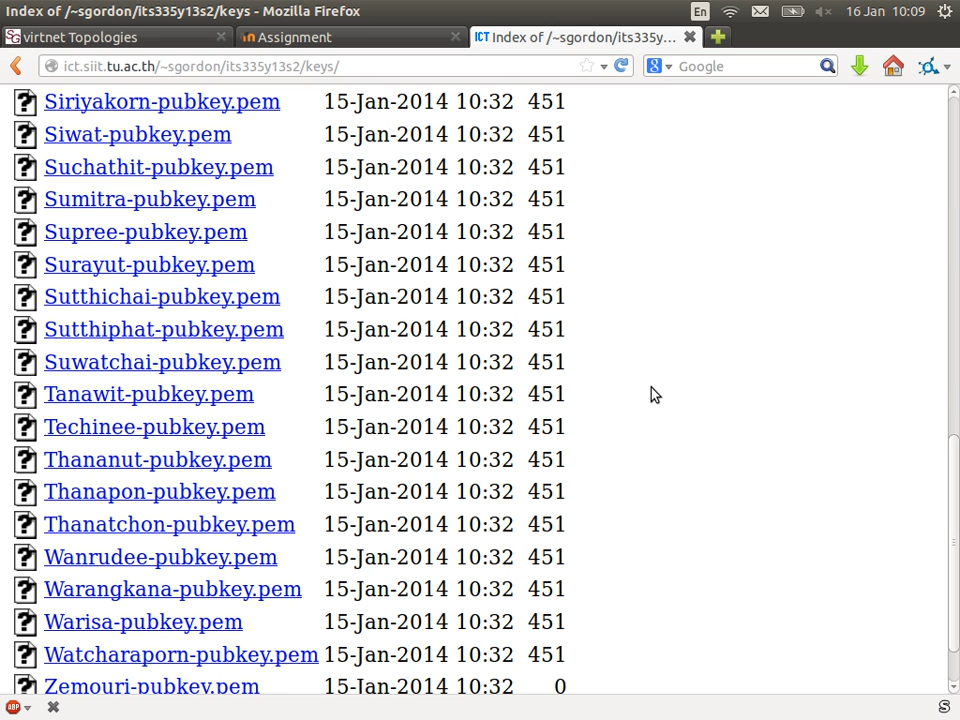 Index of /~sgordon/its335y13s2/keys - Mozilla Firefox
En
16 Jan 10:09
virtnet Topologies
Assignment
ICT Index of /~sgordon/its335y...
ict.siit.tu.ac.th/~sgordon/its335y13s2/keys/
Google
Siriyakorn-pubkey.pem 15-Jan-2014 10:32 451
Siwat-pubkey.pem 15-Jan-2014 10:32 451
Suchathit-pubkey.pem 15-Jan-2014 10:32 451
Sumitra-pubkey.pem 15-Jan-2014 10:32 451
Supree-pubkey.pem 15-Jan-2014 10:32 451
Surayut-pubkey.pem 15-Jan-2014 10:32 451
Sutthichai-pubkey.pem 15-Jan-2014 10:32 451
Sutthiphat-pubkey.pem 15-Jan-2014 10:32 451
Suwatchai-pubkey.pem 15-Jan-2014 10:32 451
Tanawit-pubkey.pem 15-Jan-2014 10:32 451
Techinee-pubkey.pem 15-Jan-2014 10:32 451
Thananut-pubkey.pem 15-Jan-2014 10:32 451
Thanapon-pubkey.pem 15-Jan-2014 10:32 451
Thanatchon-pubkey.pem 15-Jan-2014 10:32 451
Wanrudee-pubkey.pem 15-Jan-2014 10:32 451
Warangkana-pubkey.pem 15-Jan-2014 10:32 451
Warisa-pubkey.pem 15-Jan-2014 10:32 451
Watcharaporn-pubkey.pem 15-Jan-2014 10:32 451
Zemouri-pubkey.pem 15-Jan-2014 10:32 0
ABP
S